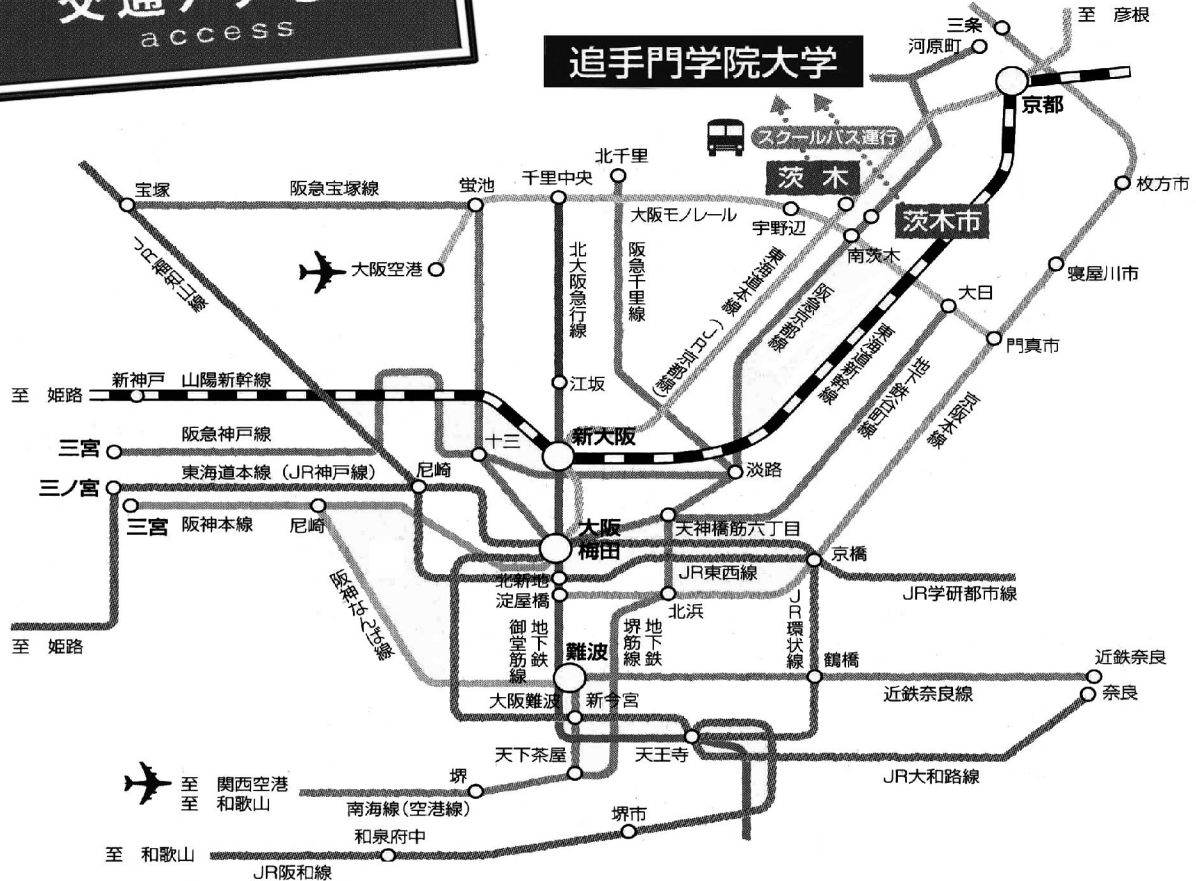 交通アクセス
access
至 彦根
三条
河原町
追手門学院大学
京都
スクールバス運行
北千里
茨 木
枚方市
宝塚
阪急宝塚線
蛍池
千里中央
大阪モノレール
宇野辺
茨木市
南茨木
JR福知山線
大阪空港
北大阪急行線
阪急千里線
東海道本線(JR京都線)
阪急京都線
寝屋川市
大日
東海道新幹線
門真市
地下鉄谷町線
京阪本線
至 姫路
新神戸
山陽新幹線
江坂
三宮
阪急神戸線
十三
新大阪
淡路
三ノ宮
東海道本線(JR神戸線)
尼崎
三宮
阪神本線
尼崎
大阪
梅田
天神橋筋六丁目
京橋
北新地
JR東西線
JR学研都市線
淀屋橋
北浜
阪神なんば線
至 姫路
地下鉄
御堂筋線
地下鉄
堺筋線
JR環状線
難波
鶴橋
近鉄奈良
近鉄奈良線
奈良
大阪難波
新今宮
天下茶屋
天王寺
JR大和路線
至 関西空港
至 和歌山
堺
南海線(空港線)
堺市
和泉府中
至 和歌山
JR阪和線